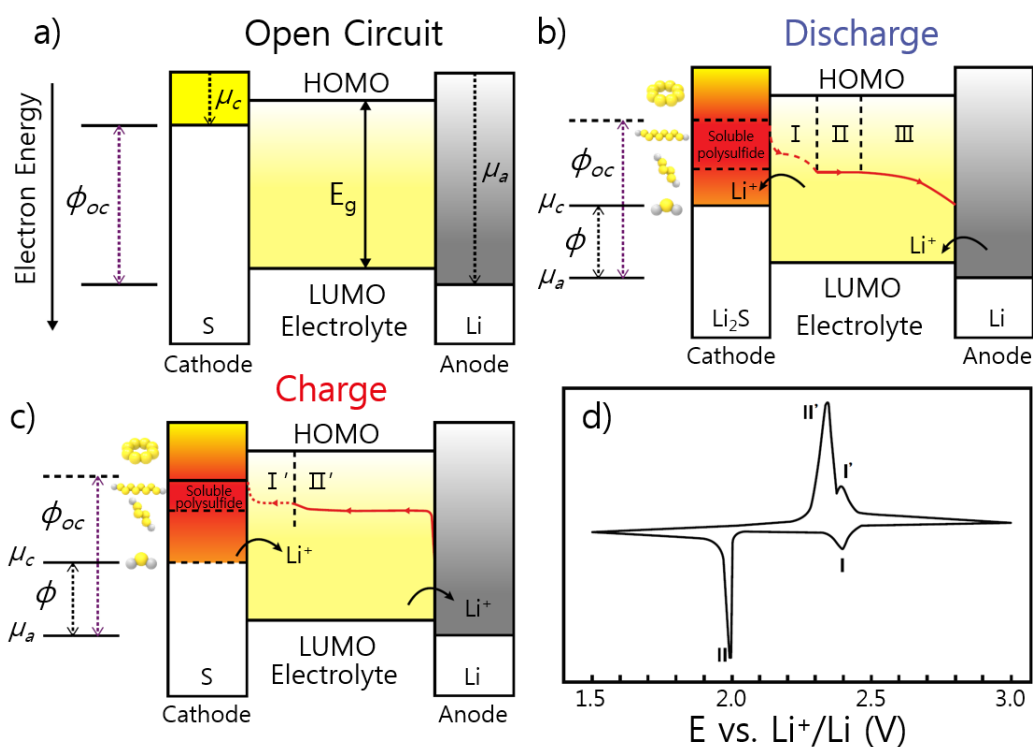 a)
Open Circuit
Electron Energy
ϕoc
μc
HOMO
Eg
μa
LUMO
Electrolyte
S
Cathode
Li
Anode
b)
Discharge
HOMO
ϕoc
μc
ϕ
μa
Soluble
polysulfide
I
II
III
Li⁺
Li⁺
LUMO
Electrolyte
Li₂S
Cathode
Li
Anode
c)
Charge
HOMO
ϕoc
μc
ϕ
μa
Soluble
polysulfide
I'
II'
Li⁺
Li⁺
LUMO
Electrolyte
S
Cathode
Li
Anode
d)
II'
I'
I
II
1.5
2.0
2.5
3.0
E vs. Li⁺/Li (V)